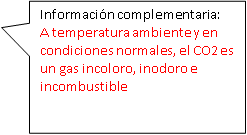 Información complementaria:
A temperatura ambiente y en
condiciones normales, el CO2 es
un gas incoloro, inodoro e
incombustible